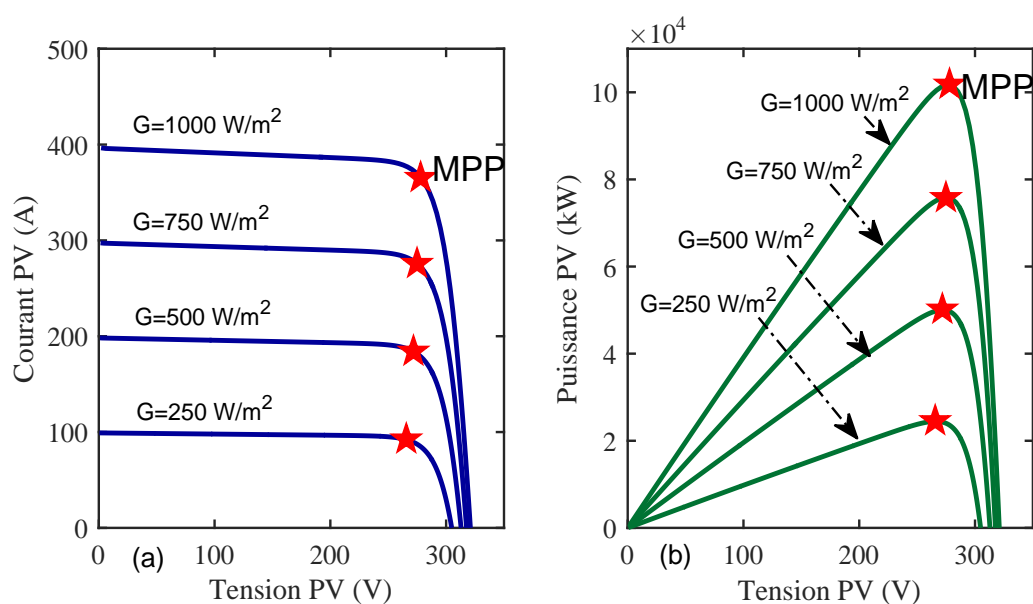 500
400
300
200
100
0
Courant PV (A)
G=1000 W/m²
MPP
G=750 W/m²
G=500 W/m²
G=250 W/m²
0
100
200
300
(a)
Tension PV (V)
×10⁴
10
8
6
4
2
0
Puissance PV (kW)
MPP
G=1000 W/m²
G=750 W/m²
G=500 W/m²
G=250 W/m²
0
100
200
300
(b)
Tension PV (V)